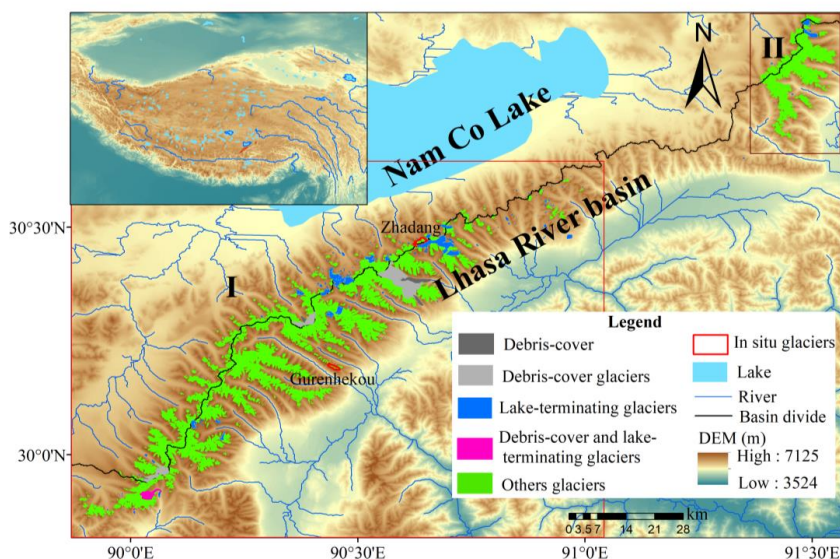 N
II
Nam Co Lake
30°30'N
Zhadang
Lhasa River basin
I
Gurenhekou
30°0'N
Legend
Debris-cover
Debris-cover glaciers
Lake-terminating glaciers
Debris-cover and lake-
terminating glaciers
Others glaciers
In situ glaciers
Lake
River
Basin divide
DEM (m)
High : 7125
Low : 3524
km
0 3.5 7 14 21 28
90°0'E
90°30'E
91°0'E
91°30'E